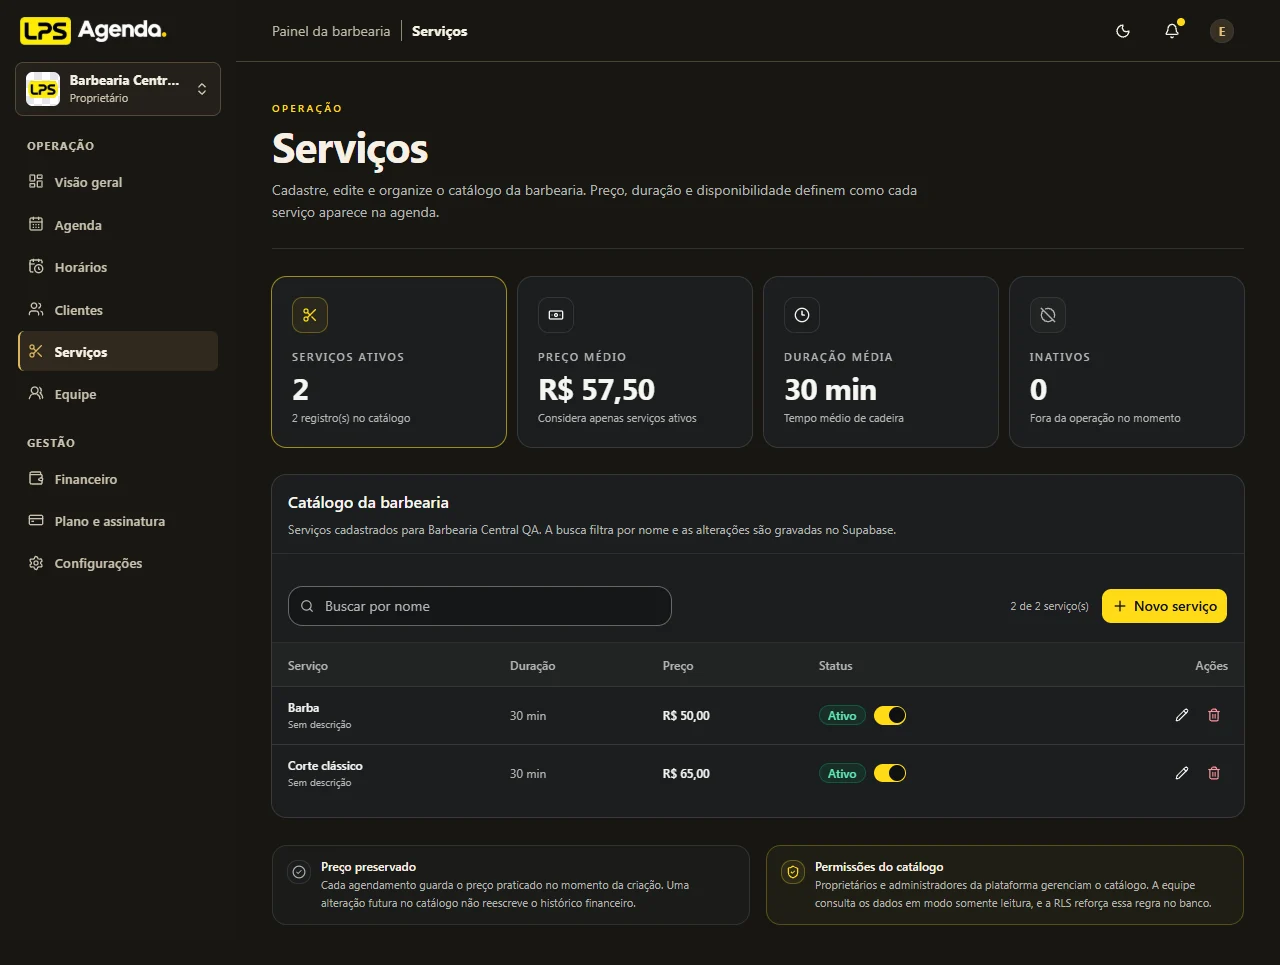 LPS Agenda.
Painel da barbearia
Serviços
E
LPS
Barbearia Centr...
Proprietário
OPERAÇÃO
Visão geral
Agenda
Horários
Clientes
Serviços
Equipe
GESTÃO
Financeiro
Plano e assinatura
Configurações
OPERAÇÃO
Serviços
Cadastre, edite e organize o catálogo da barbearia. Preço, duração e disponibilidade definem como cada
serviço aparece na agenda.
SERVIÇOS ATIVOS
2
2 registro(s) no catálogo
PREÇO MÉDIO
R$ 57,50
Considera apenas serviços ativos
DURAÇÃO MÉDIA
30 min
Tempo médio de cadeira
INATIVOS
0
Fora da operação no momento
Catálogo da barbearia
Serviços cadastrados para Barbearia Central QA. A busca filtra por nome e as alterações são gravadas no Supabase.
Buscar por nome
2 de 2 serviço(s)
+ Novo serviço
Serviço Duração Preço Status Ações
Barba
Sem descrição
30 min R$ 50,00 Ativo
Corte clássico
Sem descrição
30 min R$ 65,00 Ativo
Preço preservado
Cada agendamento guarda o preço praticado no momento da criação. Uma
alteração futura no catálogo não reescreve o histórico financeiro.
Permissões do catálogo
Proprietários e administradores da plataforma gerenciam o catálogo. A equipe
consulta os dados em modo somente leitura, e a RLS reforça essa regra no banco.